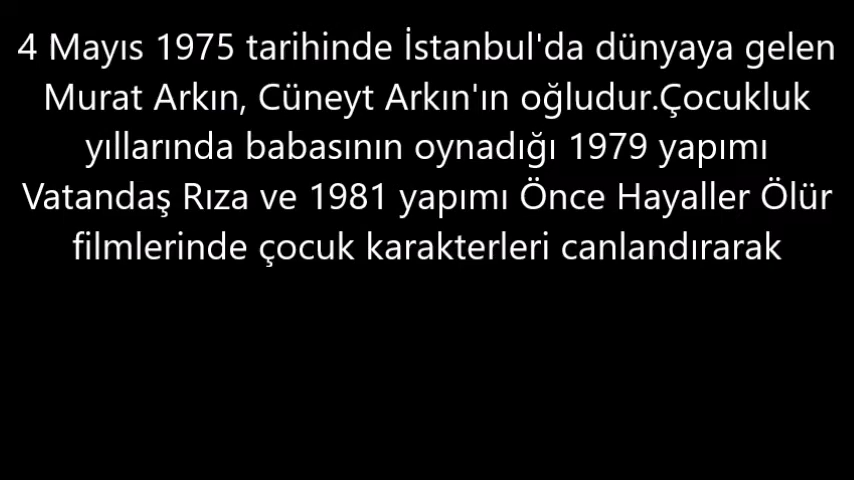 4 Mayıs 1975 tarihinde İstanbul'da dünyaya gelen
Murat Arkın, Cüneyt Arkın'ın oğludur.Çocukluk
yıllarında babasının oynadığı 1979 yapımı
Vatandaş Rıza ve 1981 yapımı Önce Hayaller Ölür
filmlerinde çocuk karakterleri canlandırarak